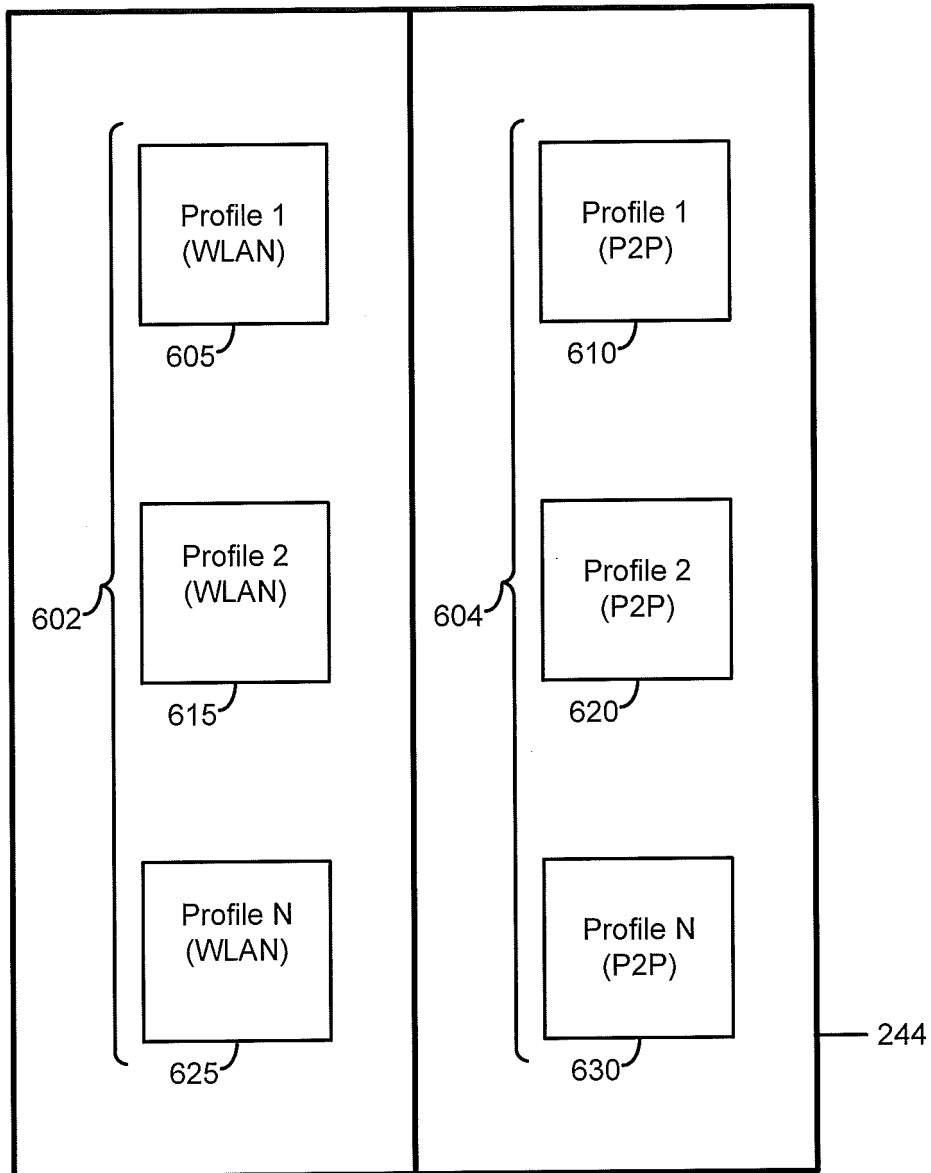 Profile 1
(WLAN)
605
Profile 2
(WLAN)
602
615
Profile N
(WLAN)
625
Profile 1
(P2P)
610
Profile 2
(P2P)
604
620
Profile N
(P2P)
630
244